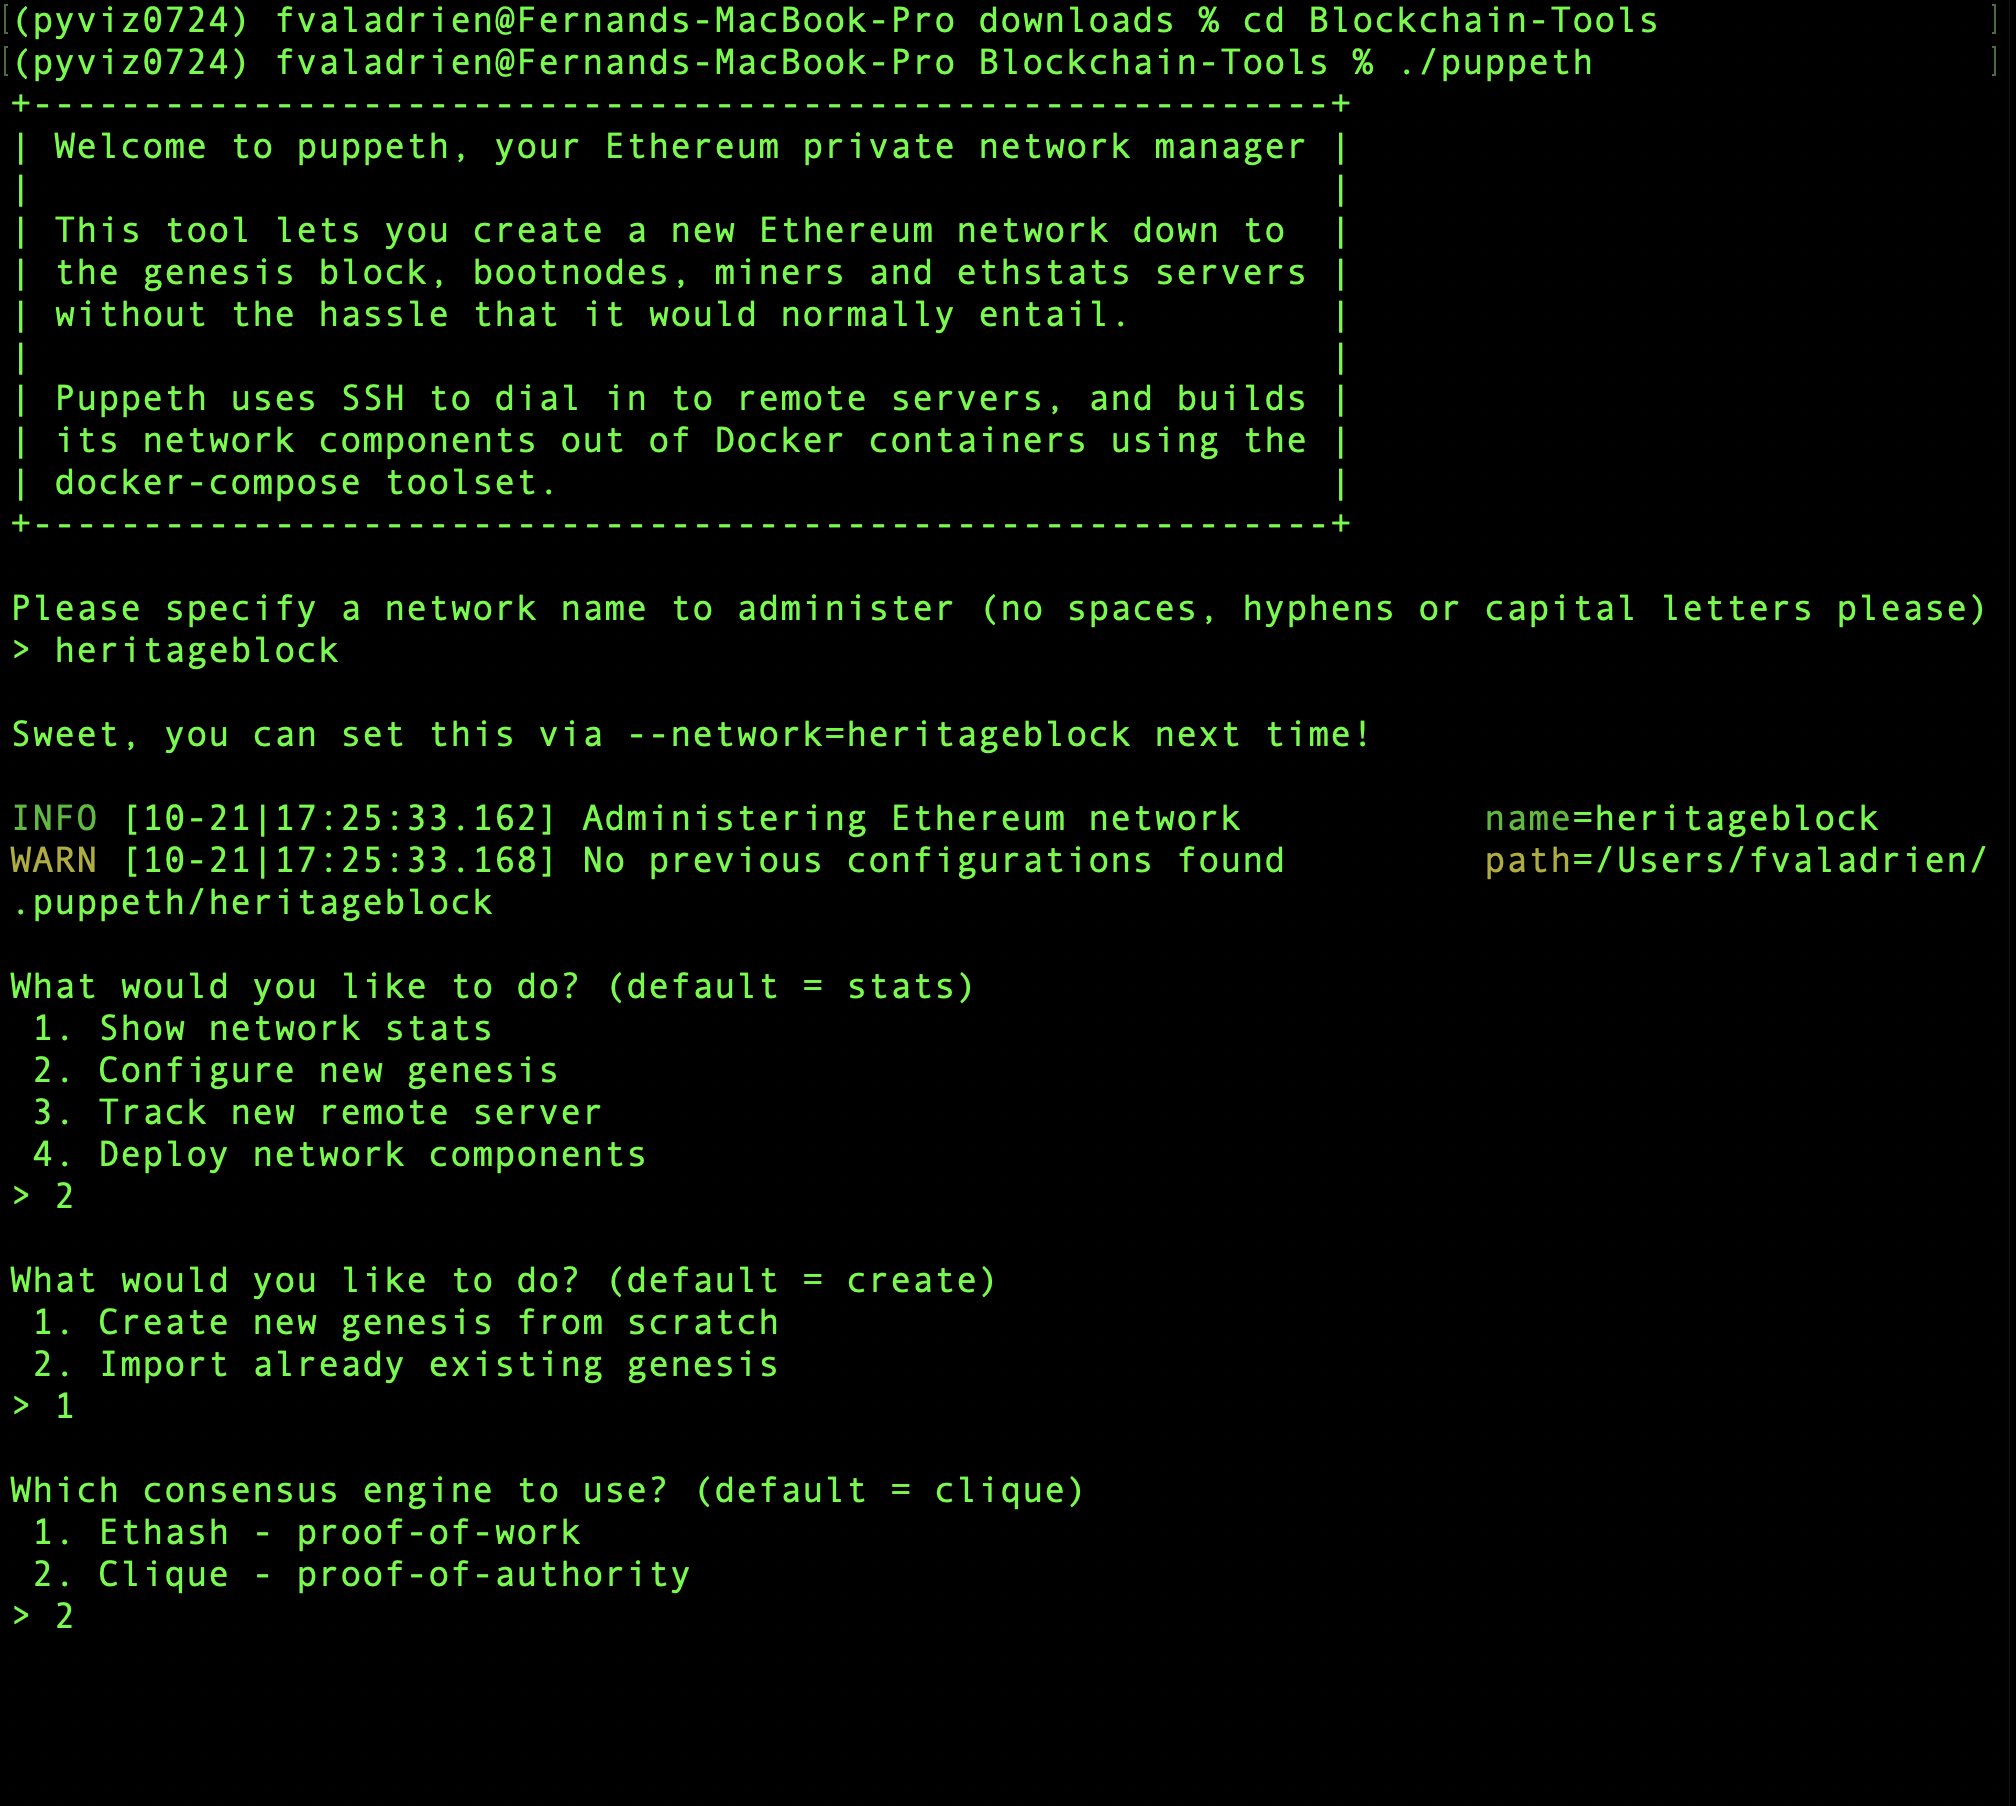 [(pyviz0724) fvaladrien@Fernands-MacBook-Pro downloads % cd Blockchain-Tools ]
[(pyviz0724) fvaladrien@Fernands-MacBook-Pro Blockchain-Tools % ./puppeth ]
+-----------------------------------------------------------+
| Welcome to puppeth, your Ethereum private network manager |
|                                                           |
| This tool lets you create a new Ethereum network down to  |
| the genesis block, bootnodes, miners and ethstats servers |
| without the hassle that it would normally entail.         |
|                                                           |
| Puppeth uses SSH to dial in to remote servers, and builds |
| its network components out of Docker containers using the |
| docker-compose toolset.                                   |
+-----------------------------------------------------------+
Please specify a network name to administer (no spaces, hyphens or capital letters please)
> heritageblock
Sweet, you can set this via --network=heritageblock next time!
INFO [10-21|17:25:33.162] Administering Ethereum network           name=heritageblock
WARN [10-21|17:25:33.168] No previous configurations found         path=/Users/fvaladrien/
.puppeth/heritageblock
What would you like to do? (default = stats)
 1. Show network stats
 2. Configure new genesis
 3. Track new remote server
 4. Deploy network components
> 2
What would you like to do? (default = create)
 1. Create new genesis from scratch
 2. Import already existing genesis
> 1
Which consensus engine to use? (default = clique)
 1. Ethash - proof-of-work
 2. Clique - proof-of-authority
> 2